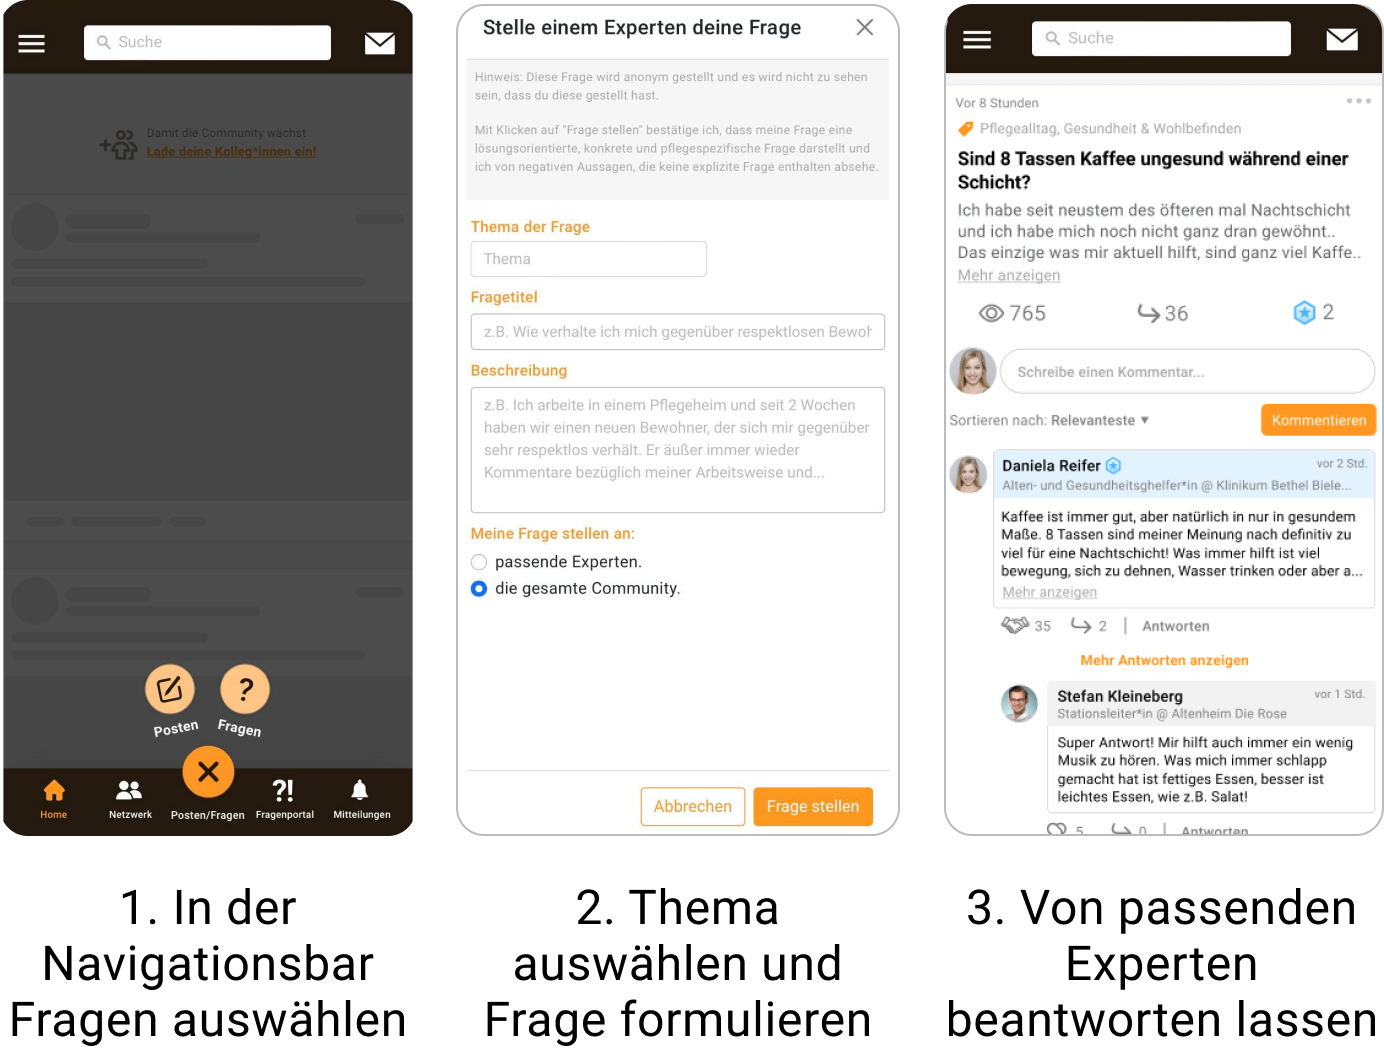 Suche
Damit die Community wächst
Lade deine Kolleg*innen ein!
Posten
Fragen
Home
Netzwerk
Posten/Fragen
Fragenportal
Mitteilungen
1. In der
Navigationsbar
Fragen auswählen
Stelle einem Experten deine Frage
Hinweis: Diese Frage wird anonym gestellt und es wird nicht zu sehen
sein, dass du diese gestellt hast.
Mit Klicken auf "Frage stellen" bestätige ich, dass meine Frage eine
lösungsorientierte, konkrete und pflegespezifische Frage darstellt und
ich von negativen Aussagen, die keine explizite Frage enthalten absehe.
Thema der Frage
Thema
Fragetitel
z.B. Wie verhalte ich mich gegenüber respektlosen Bewoh
Beschreibung
z.B. Ich arbeite in einem Pflegeheim und seit 2 Wochen
haben wir einen neuen Bewohner, der sich mir gegenüber
sehr respektlos verhält. Er äußer immer wieder
Kommentare bezüglich meiner Arbeitsweise und...
Meine Frage stellen an:
passende Experten.
die gesamte Community.
Abbrechen
Frage stellen
2. Thema
auswählen und
Frage formulieren
Suche
Vor 8 Stunden
Pflegealltag, Gesundheit & Wohlbefinden
Sind 8 Tassen Kaffee ungesund während einer
Schicht?
Ich habe seit neustem des öfteren mal Nachtschicht
und ich habe mich noch nicht ganz dran gewöhnt..
Das einzige was mir aktuell hilft, sind ganz viel Kaffe..
Mehr anzeigen
765
36
2
Schreibe einen Kommentar...
Sortieren nach: Relevanteste ▼
Kommentieren
Daniela Reifer
vor 2 Std.
Alten- und Gesundheitsghelfer*in @ Klinikum Bethel Biele...
Kaffee ist immer gut, aber natürlich in nur in gesundem
Maße. 8 Tassen sind meiner Meinung nach definitiv zu
viel für eine Nachtschicht! Was immer hilft ist viel
bewegung, sich zu dehnen, Wasser trinken oder aber a...
Mehr anzeigen
35
2 | Antworten
Mehr Antworten anzeigen
Stefan Kleineberg
vor 1 Std.
Stationsleiter*in @ Altenheim Die Rose
Super Antwort! Mir hilft auch immer ein wenig
Musik zu hören. Was mich immer schlapp
gemacht hat ist fettiges Essen, besser ist
leichtes Essen, wie z.B. Salat!
5
0 | Antworten
3. Von passenden
Experten
beantworten lassen